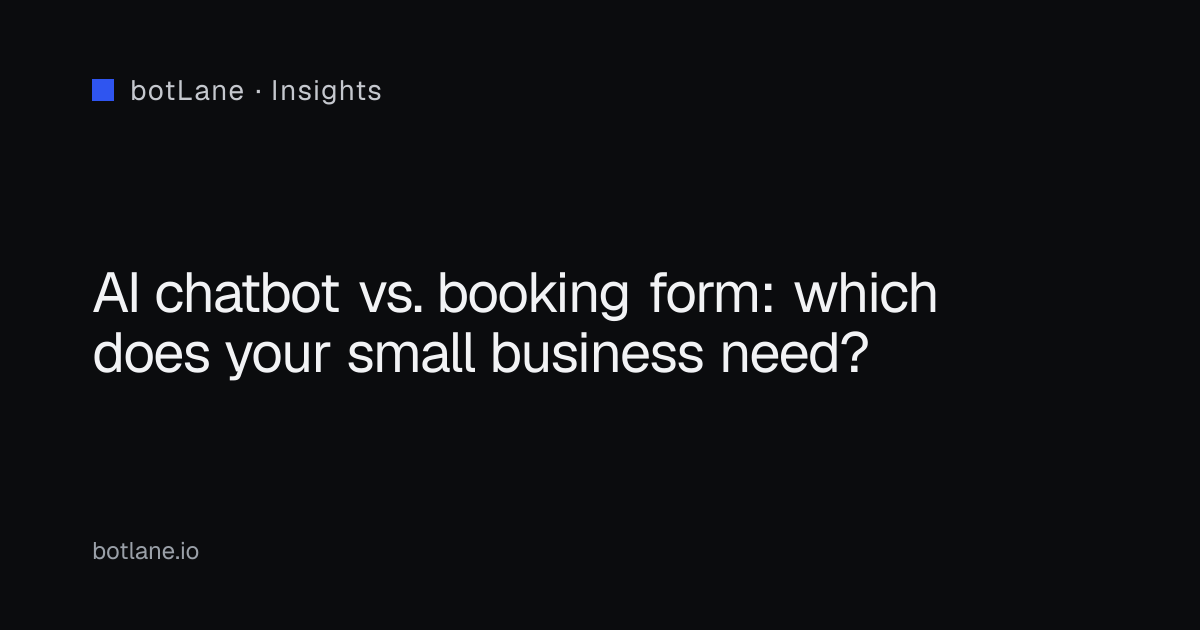 botLane · Insights
AI chatbot vs. booking form: which
does your small business need?
botlane.io